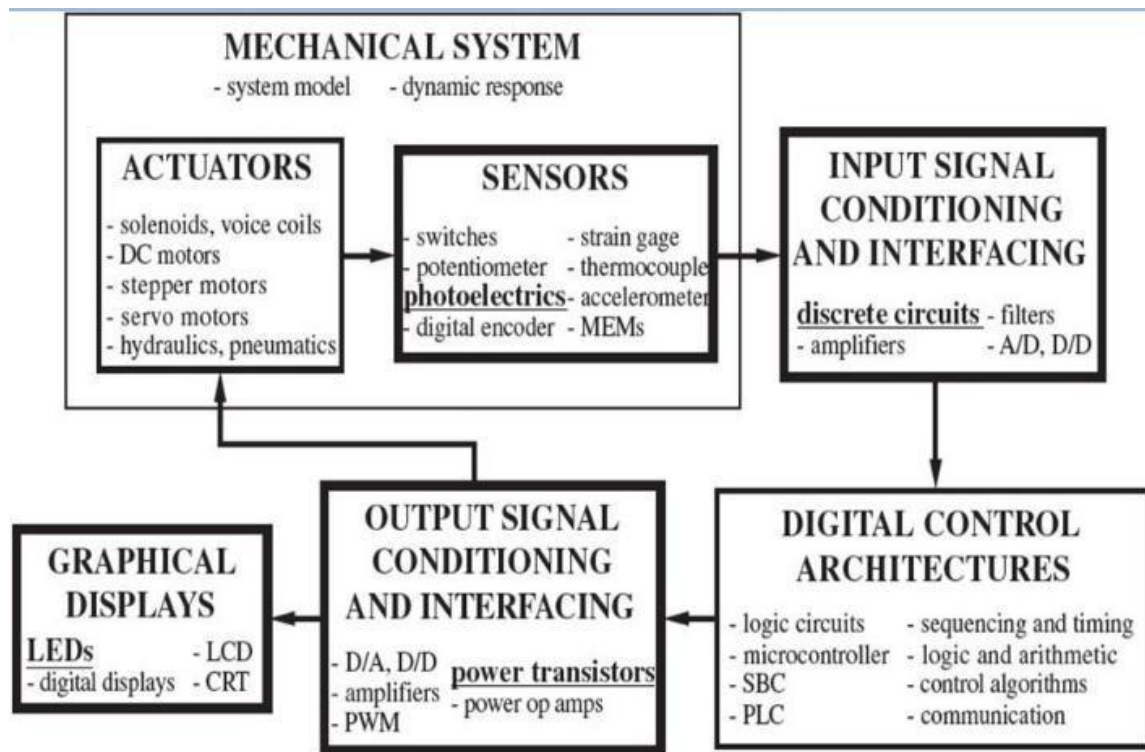 MECHANICAL SYSTEM
- system model - dynamic response
ACTUATORS
- solenoids, voice coils
- DC motors
- stepper motors
- servo motors
- hydraulics, pneumatics
SENSORS
- switches - strain gage
- potentiometer - thermocouple
photoelectrics - accelerometer
- digital encoder - MEMs
INPUT SIGNAL
CONDITIONING
AND INTERFACING
discrete circuits - filters
- amplifiers - A/D, D/D
GRAPHICAL
DISPLAYS
LEDs - LCD
- digital displays - CRT
OUTPUT SIGNAL
CONDITIONING
AND INTERFACING
- D/A, D/D power transistors
- amplifiers - power op amps
- PWM
DIGITAL CONTROL
ARCHITECTURES
- logic circuits - sequencing and timing
- microcontroller - logic and arithmetic
- SBC - control algorithms
- PLC - communication